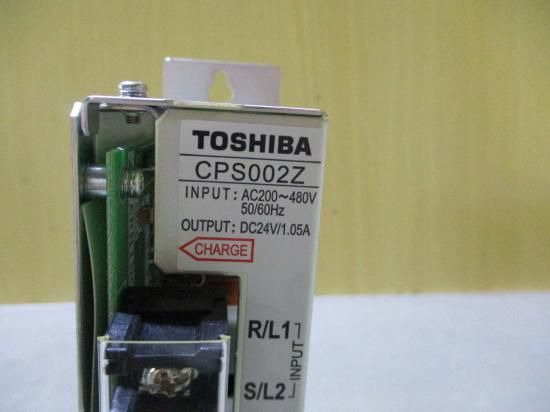 TOSHIBA
CPS002Z
INPUT: AC200~480V
50/60Hz
OUTPUT: DC24V/1.05A
CHARGE
R/L1
S/L2
INPUT